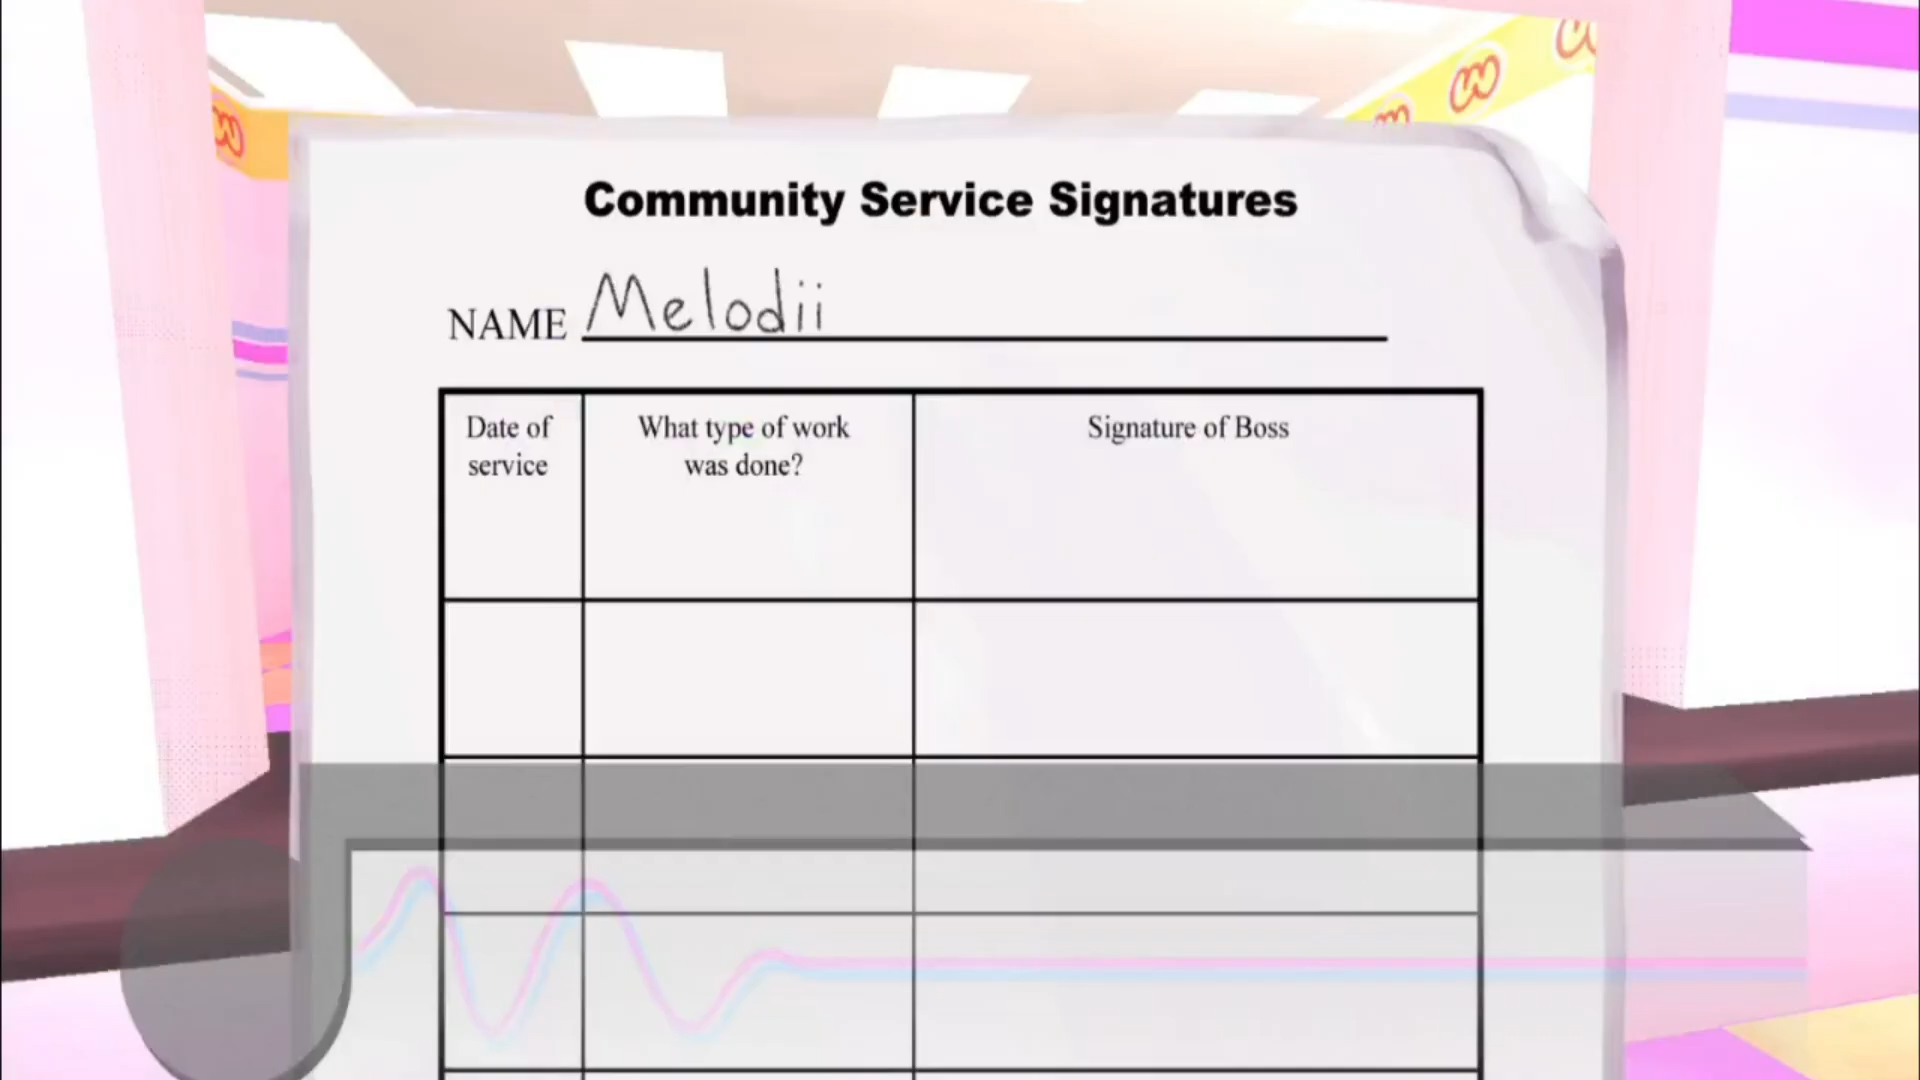 Community Service Signatures
NAME Melodii
Date of service
What type of work was done?
Signature of Boss